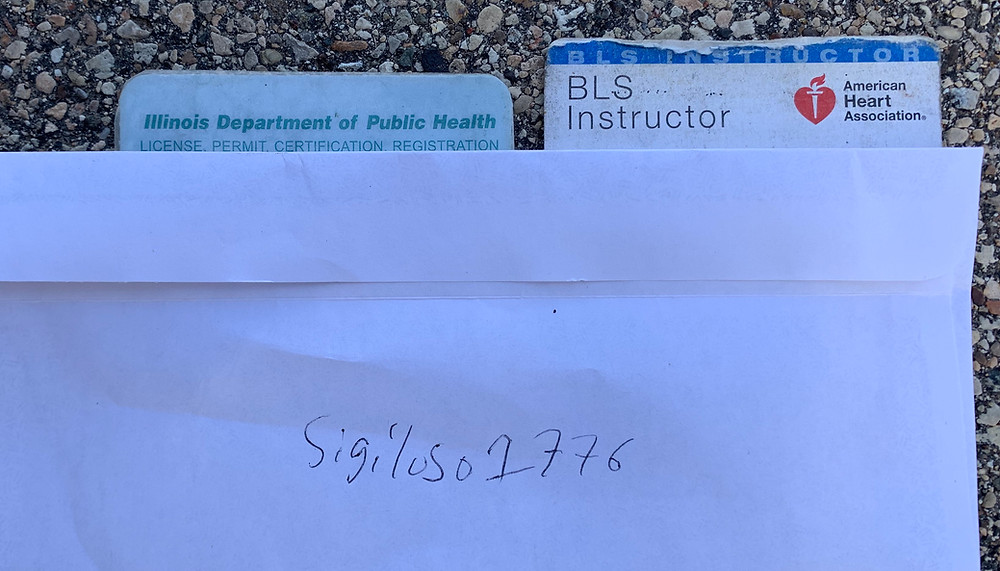 Illinois Department of Public Health
LICENSE, PERMIT, CERTIFICATION, REGISTRATION
BLS INSTRUCTOR
BLS
Instructor
American
Heart
Association®
Sigiloso1776